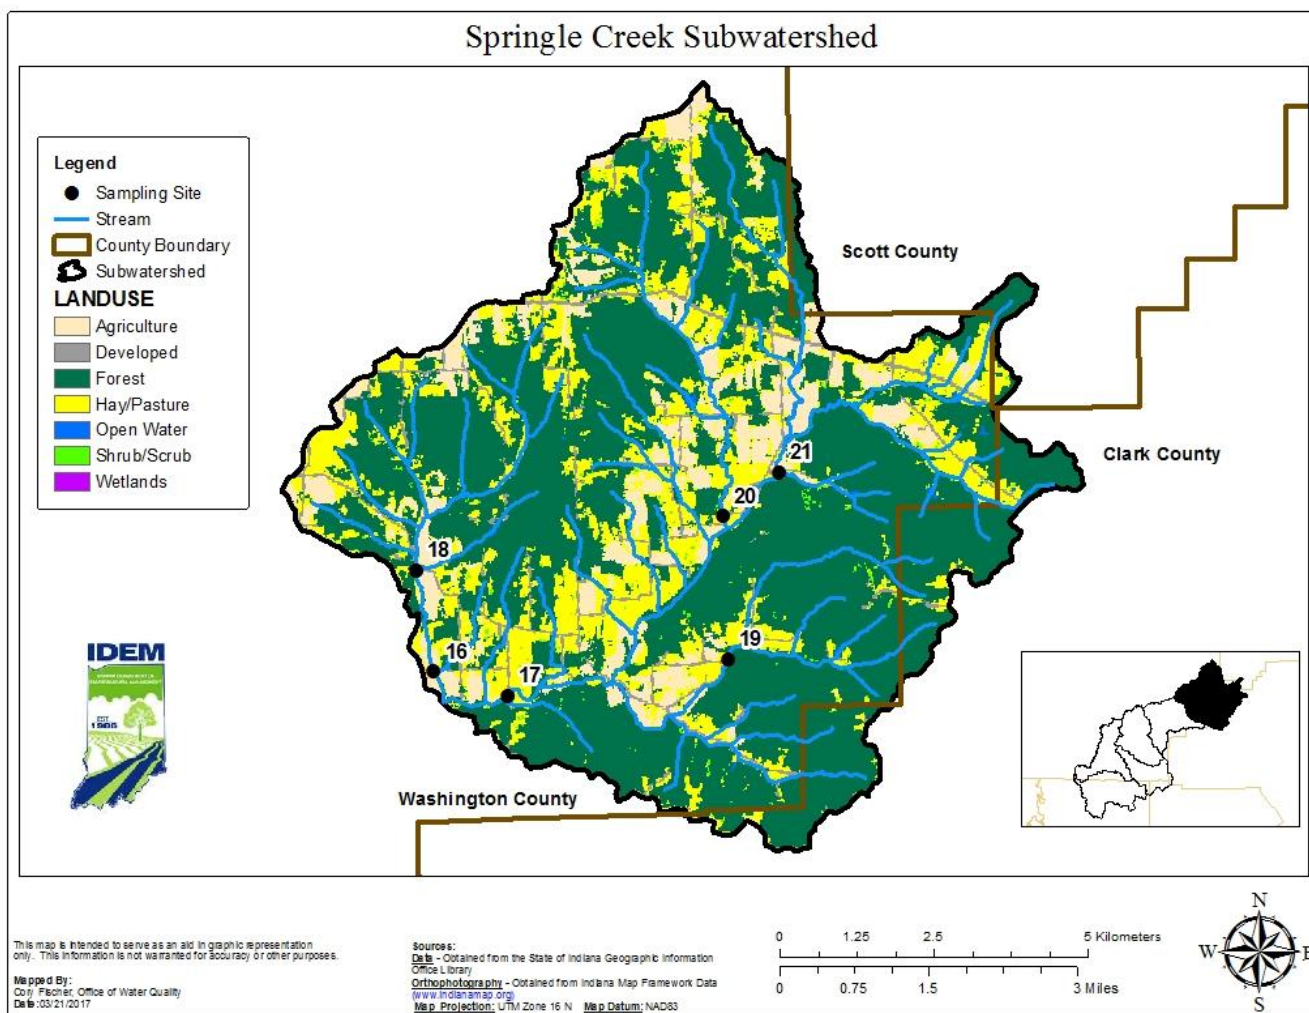 Springle Creek Subwatershed
Legend
Sampling Site
Stream
County Boundary
Subwatershed
LANDUSE
Agriculture
Developed
Forest
Hay/Pasture
Open Water
Shrub/Scrub
Wetlands
Scott County
Clark County
21
20
18
19
16
17
Washington County
IDEM
EST
1986
This map is intended to serve as an aid in graphic representation
only. This information is not warranted for accuracy or other purposes.
Mapped By:
Cory Fischer, Office of Water Quality
Date:03/21/2017
Sources:
Data - Obtained from the State of Indiana Geographic Information
Office Library
Orthophotography - Obtained from Indiana Map Framework Data
(www.indianamap.org)
Map Projection: UTM Zone 16 N Map Datum: NAD83
0 1.25 2.5 5 Kilometers
0 0.75 1.5 3 Miles
N
W E
S